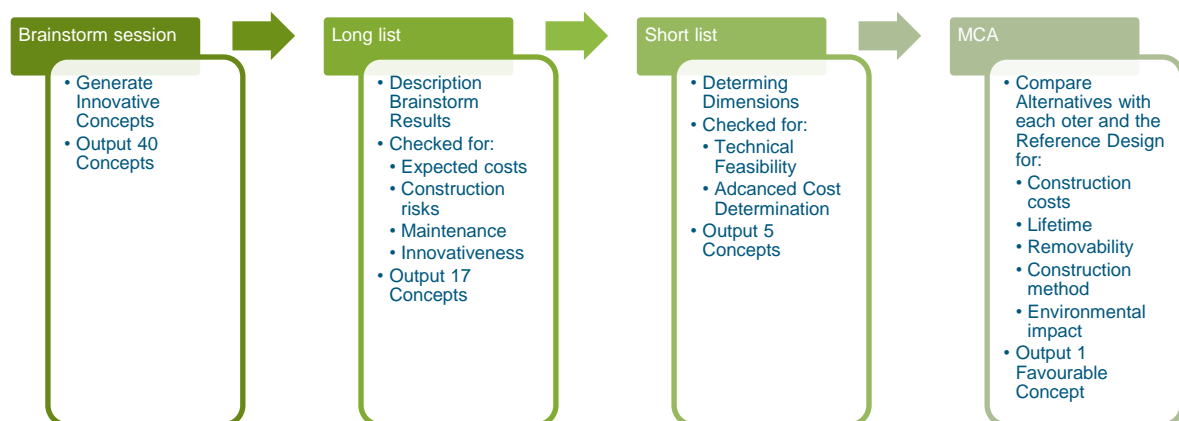 Brainstorm session
• Generate
Innovative
Concepts
• Output 40
Concepts
Long list
• Description
Brainstorm
Results
• Checked for:
• Expected costs
• Construction
risks
• Maintenance
• Innovativeness
• Output 17
Concepts
Short list
• Determing
Dimensions
• Checked for:
• Technical
Feasibility
• Adcanced Cost
Determination
• Output 5
Concepts
MCA
• Compare
Alternatives with
each oter and the
Reference Design
for:
• Construction
costs
• Lifetime
• Removability
• Construction
method
• Environmental
impact
• Output 1
Favourable
Concept